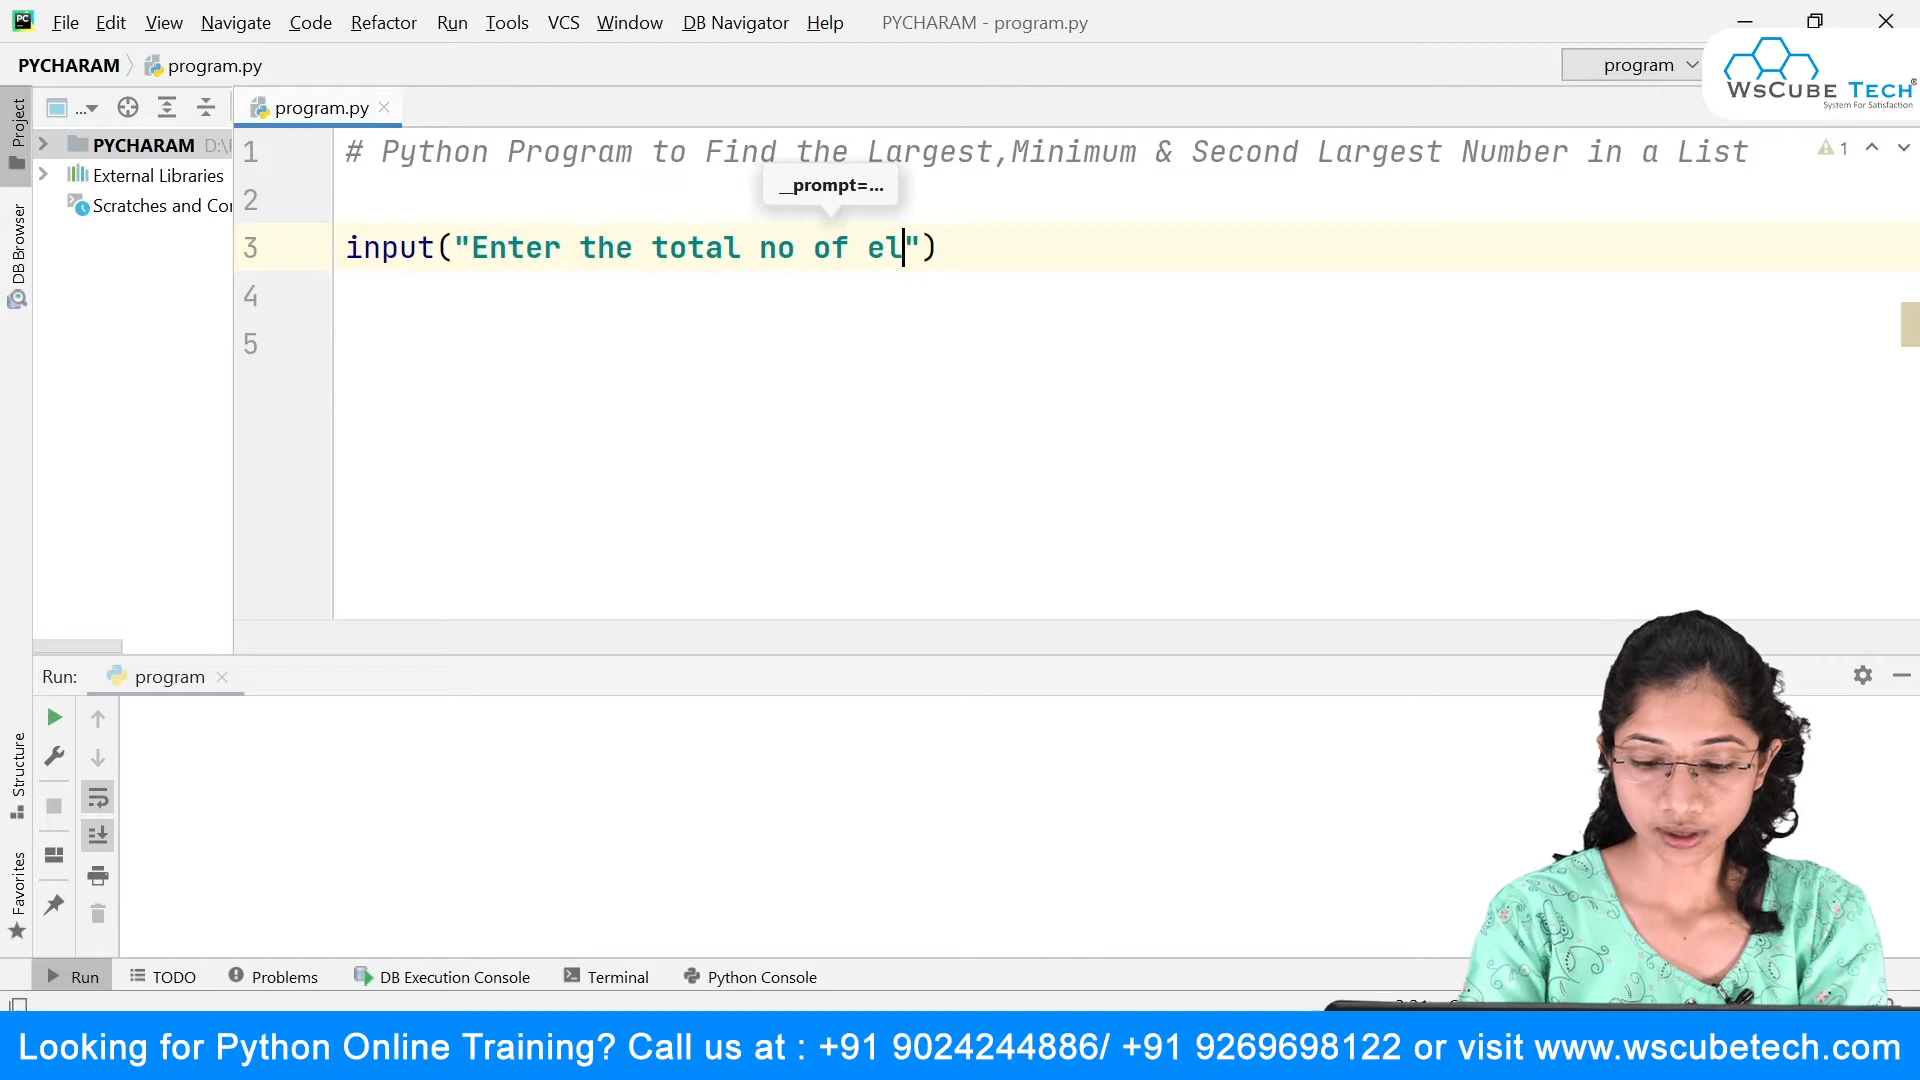 File Edit View Navigate Code Refactor Run Tools VCS Window DB Navigator Help PYCHARAM - program.py
PYCHARAM program.py
program
WsCube Tech®
System For Satisfaction
Project
... program.py
PYCHARAM D:\
External Libraries
Scratches and Co
DB Browser
1 # Python Program to Find the Largest,Minimum & Second Largest Number in a List
1
__prompt=...
2
3 input("Enter the total no of el")
4
5
Run: program
Structure
Favorites
Run TODO Problems DB Execution Console Terminal Python Console
Looking for Python Online Training? Call us at : +91 9024244886/ +91 9269698122 or visit www.wscubetech.com